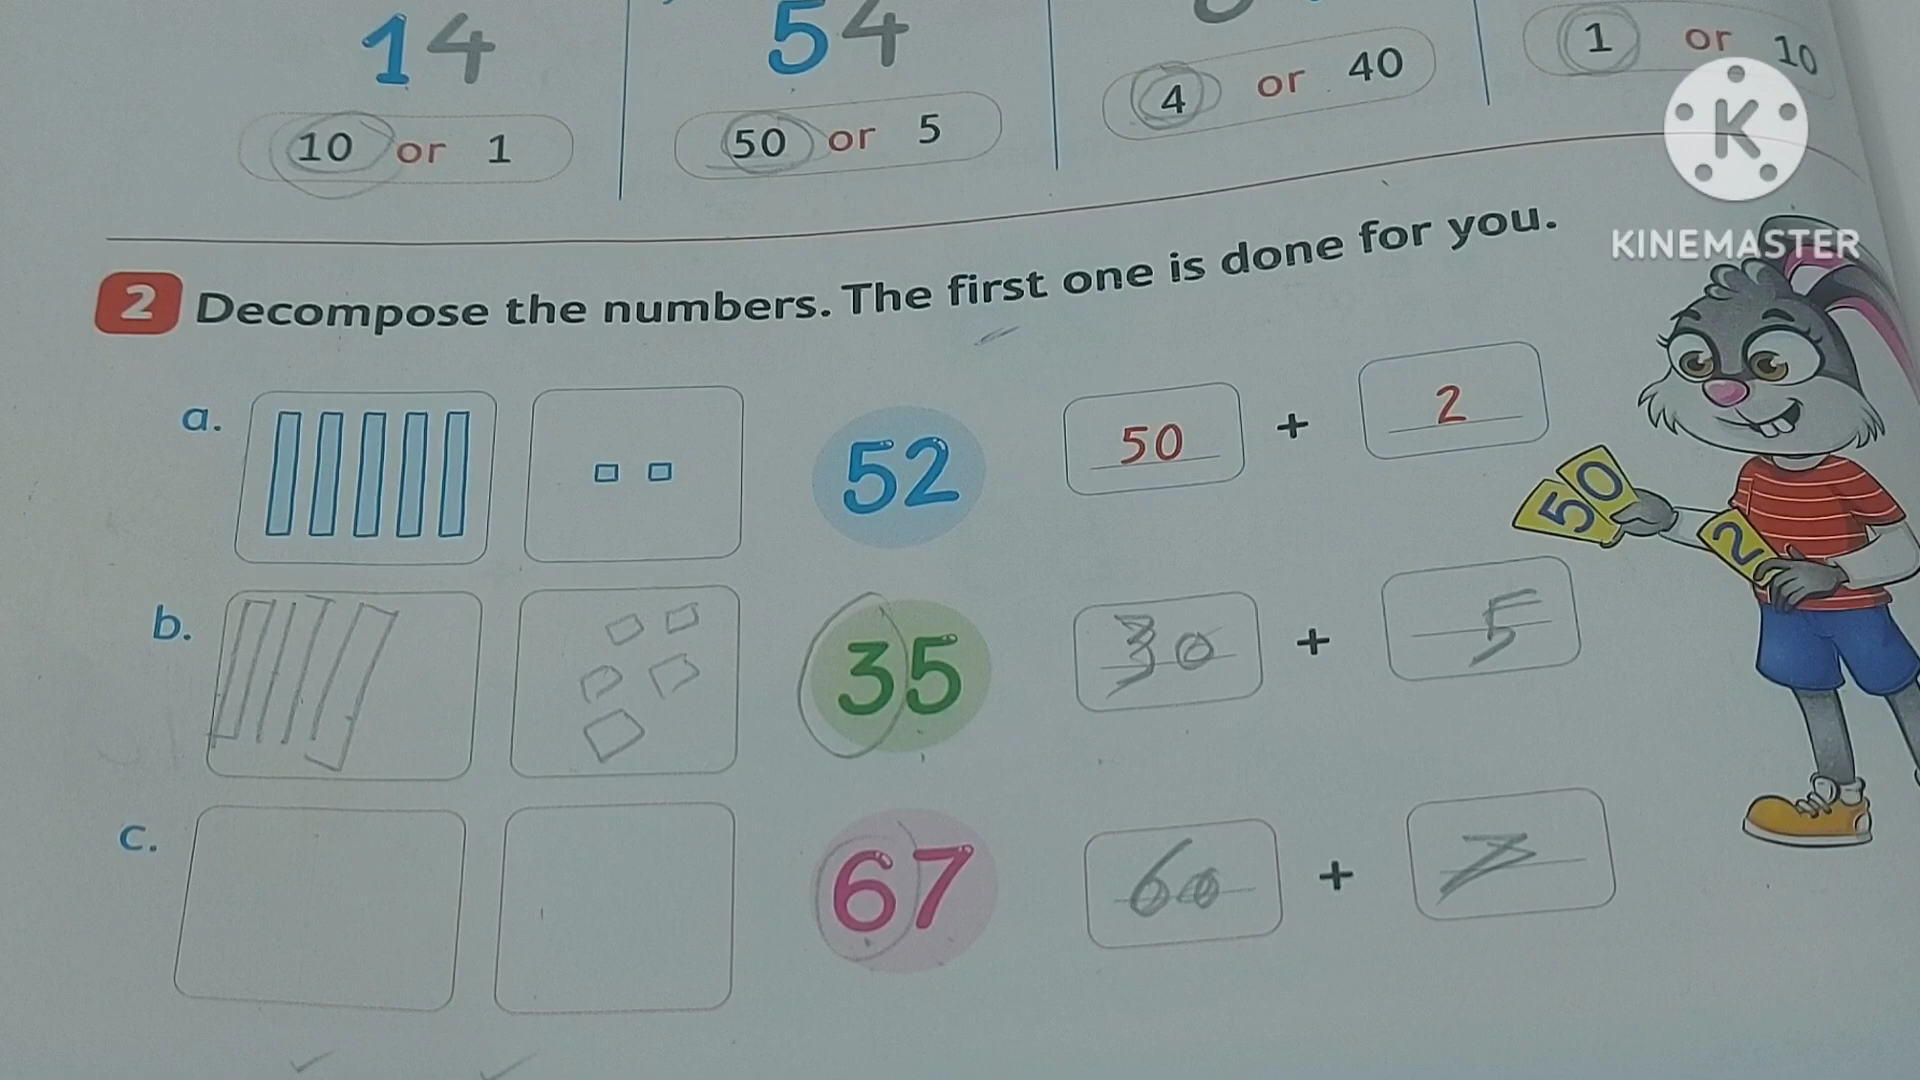 14 54
10 or 1 50 or 5 4 or 40 1 or 10
K
KINEMASTER
2 Decompose the numbers. The first one is done for you.
a. 52 50 + 2
50 2
b. 35 30 + 5
c. 67 60 + 7